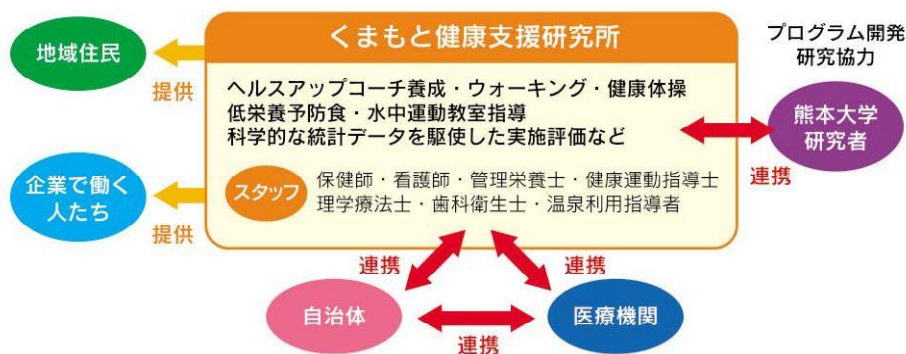 くまもと健康支援研究所
ヘルスアップコーチ養成・ウォーキング・健康体操
低栄養予防食・水中運動教室指導
科学的な統計データを駆使した実施評価など
スタッフ
保健師・看護師・管理栄養士・健康運動指導士
理学療法士・歯科衛生士・温泉利用指導者
地域住民
提供
企業で働く
人たち
提供
プログラム開発
研究協力
熊本大学
研究者
連携
連携
連携
自治体
医療機関
連携